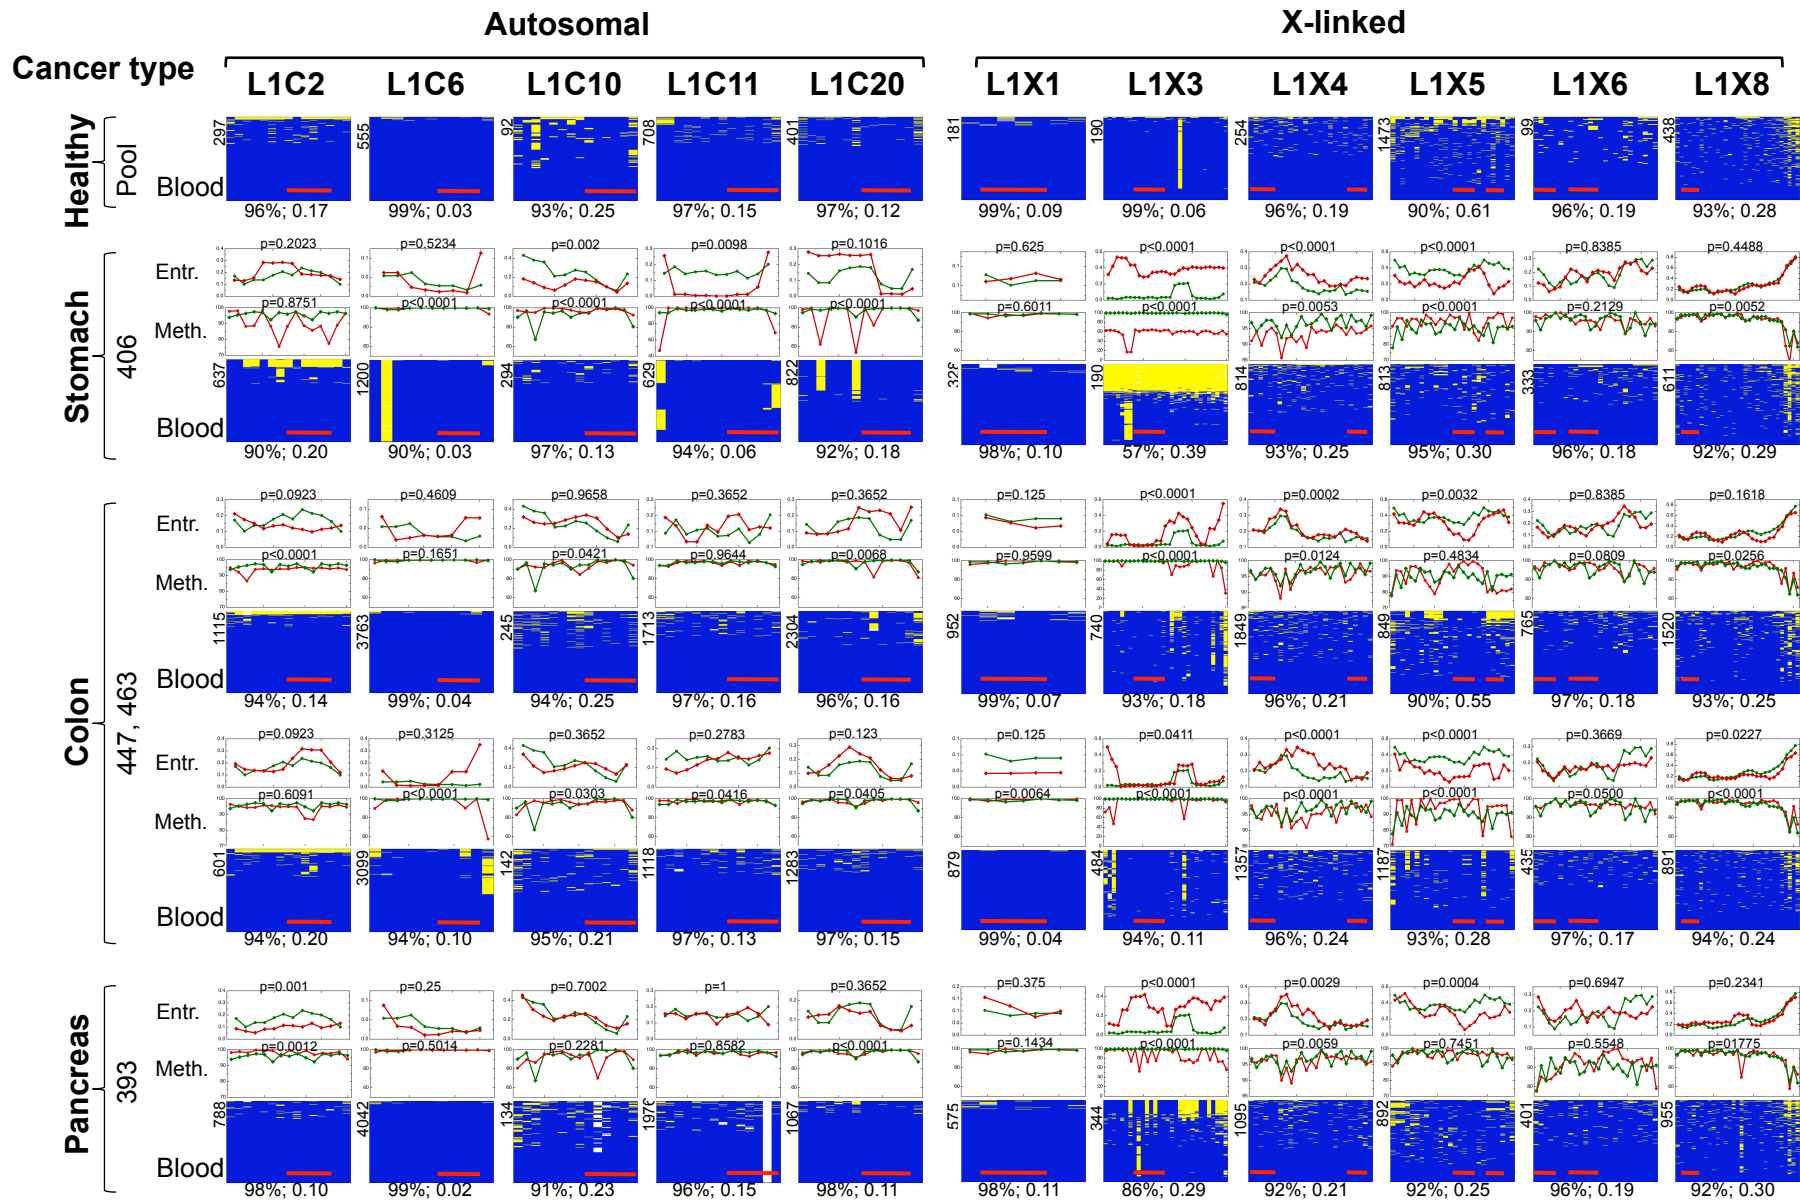 Autosomal X-linked
Cancer type L1C2 L1C6 L1C10 L1C11 L1C20 L1X1 L1X3 L1X4 L1X5 L1X6 L1X8
Healthy Pool Blood 297 555 92 708 401 181 190 254 1473 99 438
96%; 0.17 99%; 0.03 93%; 0.25 97%; 0.15 97%; 0.12 99%; 0.09 99%; 0.06 96%; 0.19 90%; 0.61 96%; 0.19 93%; 0.28
Stomach 406
Entr. p=0.2023 p=0.5234 p=0.002 p=0.0098 p=0.1016 p=0.625 p<0.0001 p<0.0001 p<0.0001 p=0.8385 p=0.4488
Meth. p=0.8751 p<0.0001 p<0.0001 p<0.0001 p<0.0001 p=0.6011 p<0.0001 p=0.0053 p<0.0001 p=0.2129 p=0.0052
Blood 637 1200 294 629 822 328 190 814 813 333 611
90%; 0.20 90%; 0.03 97%; 0.13 94%; 0.06 92%; 0.18 98%; 0.10 57%; 0.39 93%; 0.25 95%; 0.30 96%; 0.18 92%; 0.29
Colon 447, 463
Entr. p=0.0923 p=0.4609 p=0.9658 p=0.3652 p=0.3652 p=0.125 p<0.0001 p=0.0002 p=0.0032 p=0.8385 p=0.1618
Meth. p<0.0001 p=0.1651 p=0.0421 p=0.9644 p=0.0068 p=0.9599 p<0.0001 p=0.0124 p=0.4834 p=0.0809 p=0.0256
Blood 1115 3763 245 1713 2304 952 740 1849 849 765 1520
94%; 0.14 99%; 0.04 94%; 0.25 97%; 0.16 96%; 0.16 99%; 0.07 93%; 0.18 96%; 0.21 90%; 0.55 97%; 0.18 93%; 0.25
Entr. p=0.0923 p=0.3125 p=0.3652 p=0.2783 p=0.123 p=0.125 p=0.0411 p<0.0001 p<0.0001 p=0.3669 p=0.0227
Meth. p=0.6091 p<0.0001 p=0.0303 p=0.0416 p=0.0405 p=0.0064 p<0.0001 p<0.0001 p<0.0001 p=0.0500 p<0.0001
Blood 601 3099 142 1118 1283 879 484 1357 1187 435 891
94%; 0.20 94%; 0.10 95%; 0.21 97%; 0.13 97%; 0.15 99%; 0.04 94%; 0.11 96%; 0.24 93%; 0.28 97%; 0.17 94%; 0.24
Pancreas 393
Entr. p=0.001 p=0.25 p=0.7002 p=1 p=0.3652 p=0.375 p<0.0001 p=0.0029 p=0.0004 p=0.6947 p=0.2341
Meth. p=0.0012 p=0.5014 p=0.2281 p=0.8582 p<0.0001 p=0.1434 p<0.0001 p=0.0059 p=0.7451 p=0.5548 p=01775
Blood 788 4042 134 1976 1067 575 344 1095 892 401 955
98%; 0.10 99%; 0.02 91%; 0.23 96%; 0.15 98%; 0.11 98%; 0.11 86%; 0.29 92%; 0.21 92%; 0.25 96%; 0.19 92%; 0.30